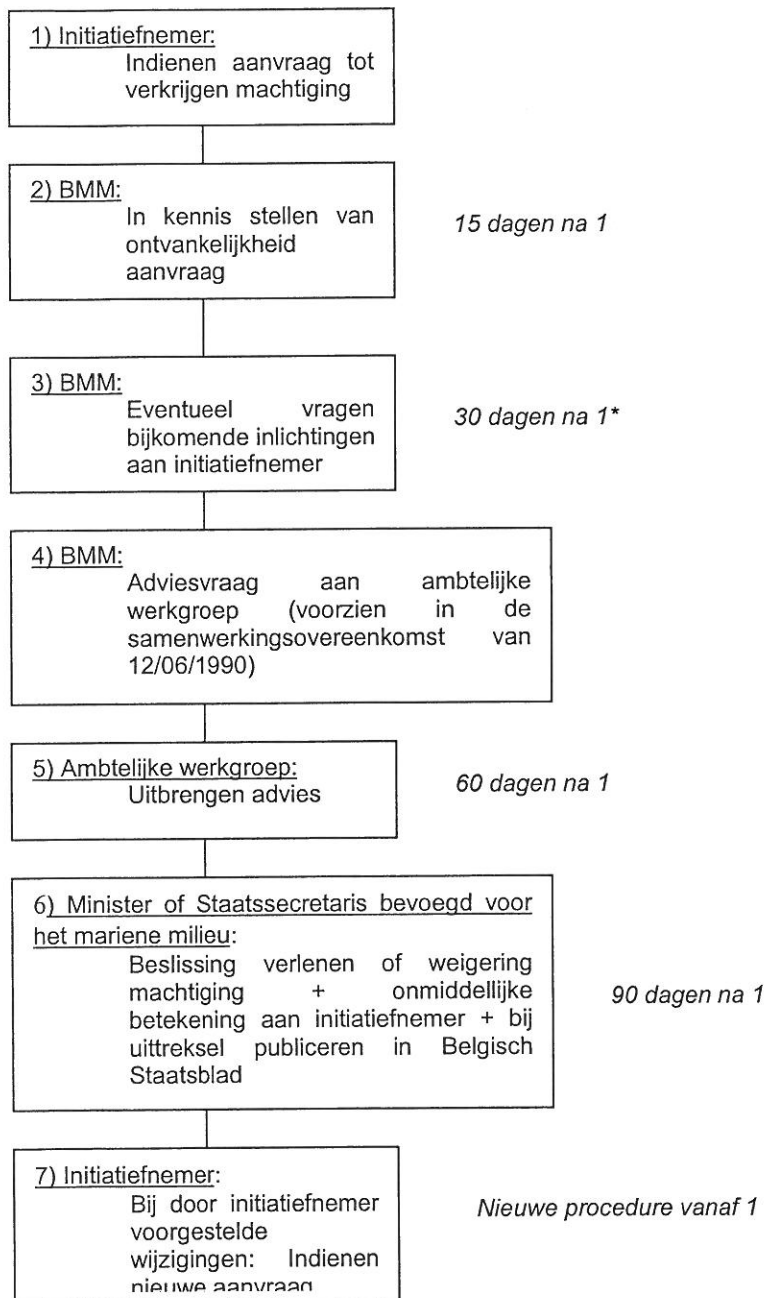 1) Initiatiefnemer:
Indienen aanvraag tot
verkrijgen machtiging
2) BMM:
In kennis stellen van
ontvankelijkheid
aanvraag
15 dagen na 1
3) BMM:
Eventueel vragen
bijkomende inlichtingen
aan initiatiefnemer
30 dagen na 1*
4) BMM:
Adviesvraag aan ambtelijke
werkgroep (voorzien in de
samenwerkingsovereenkomst van
12/06/1990)
5) Ambtelijke werkgroep:
Uitbrengen advies
60 dagen na 1
6) Minister of Staatssecretaris bevoegd voor
het mariene milieu:
Beslissing verlenen of weigering
machtiging + onmiddellijke
betekening aan initiatiefnemer + bij
uittreksel publiceren in Belgisch
Staatsblad
90 dagen na 1
7) Initiatiefnemer:
Bij door initiatiefnemer
voorgestelde
wijzigingen: Indienen
nieuwe aanvraag
Nieuwe procedure vanaf 1